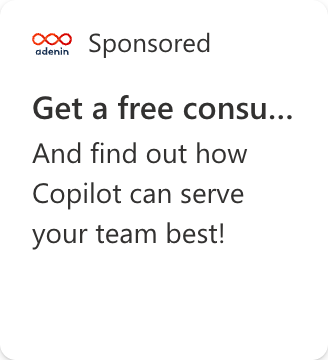 adenin
Sponsored
Get a free consu...
And find out how
Copilot can serve
your team best!